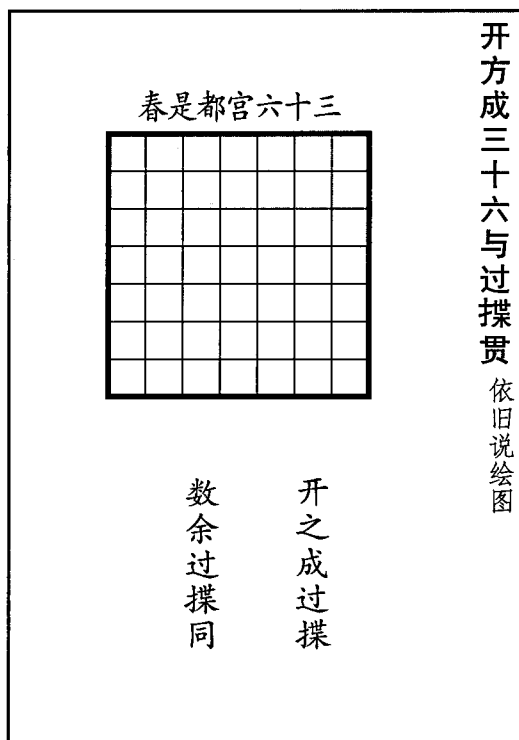 开方成三十六与过揲贯
依旧说绘图
三十六宫都是春
开之成过揲
数余过揲同